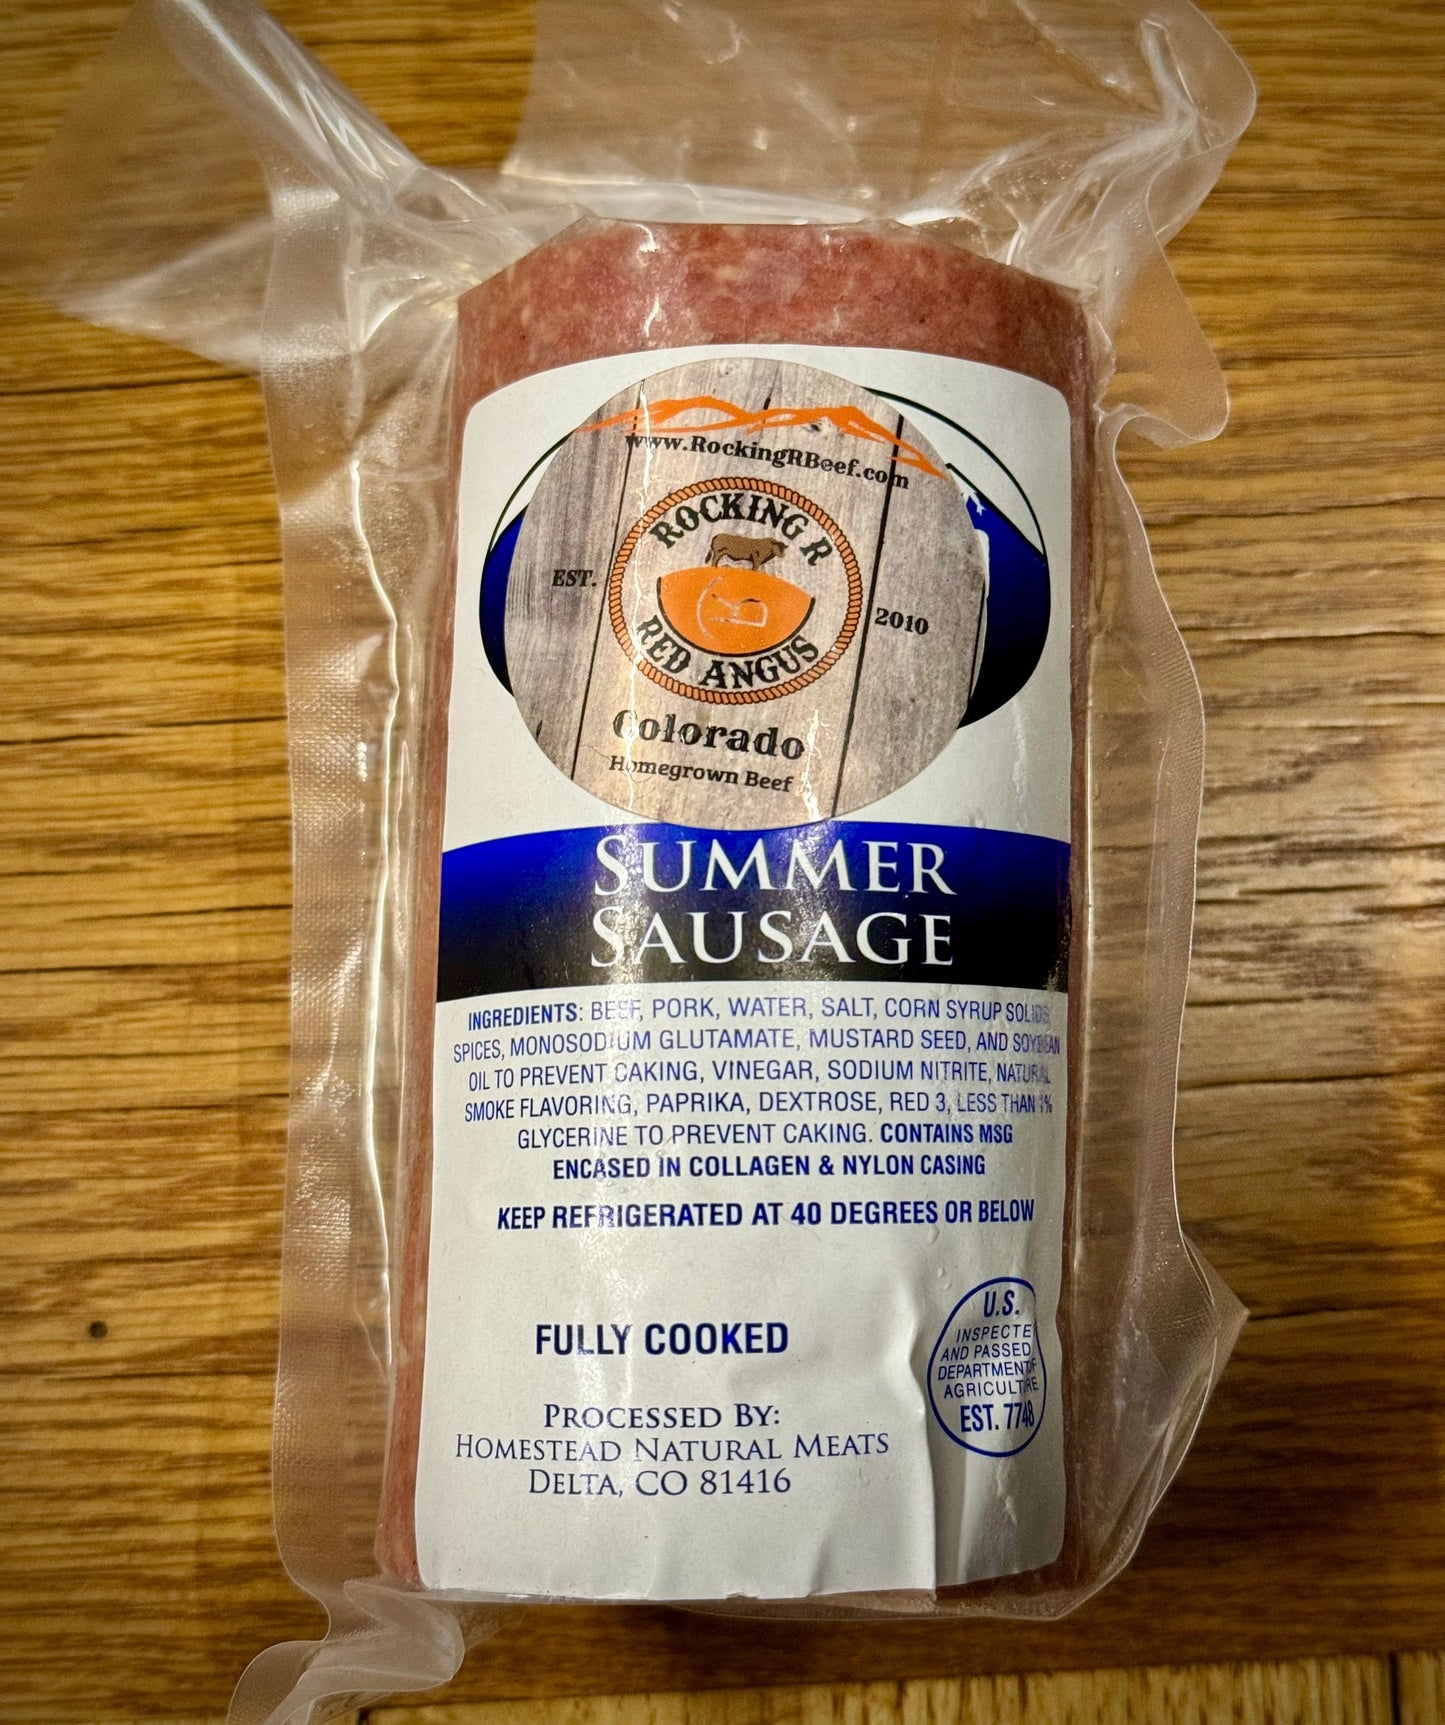 www.RockingRBeef.com
ROCKING R
EST.
2010
RED ANGUS
Colorado
Homegrown Beef
SUMMER
SAUSAGE
INGREDIENTS: BEEF, PORK, WATER, SALT, CORN SYRUP SOLIDS
SPICES, MONOSODIUM GLUTAMATE, MUSTARD SEED, AND SOYBEAN
OIL TO PREVENT CAKING, VINEGAR, SODIUM NITRITE, NATURAL
SMOKE FLAVORING, PAPRIKA, DEXTROSE, RED 3, LESS THAN 1%
GLYCERINE TO PREVENT CAKING. CONTAINS MSG
ENCASED IN COLLAGEN & NYLON CASING
KEEP REFRIGERATED AT 40 DEGREES OR BELOW
FULLY COOKED
PROCESSED BY:
HOMESTEAD NATURAL MEATS
DELTA, CO 81416
U.S.
INSPECTE
AND PASSED
DEPARTMENT OF
AGRICULTURE
EST. 7748